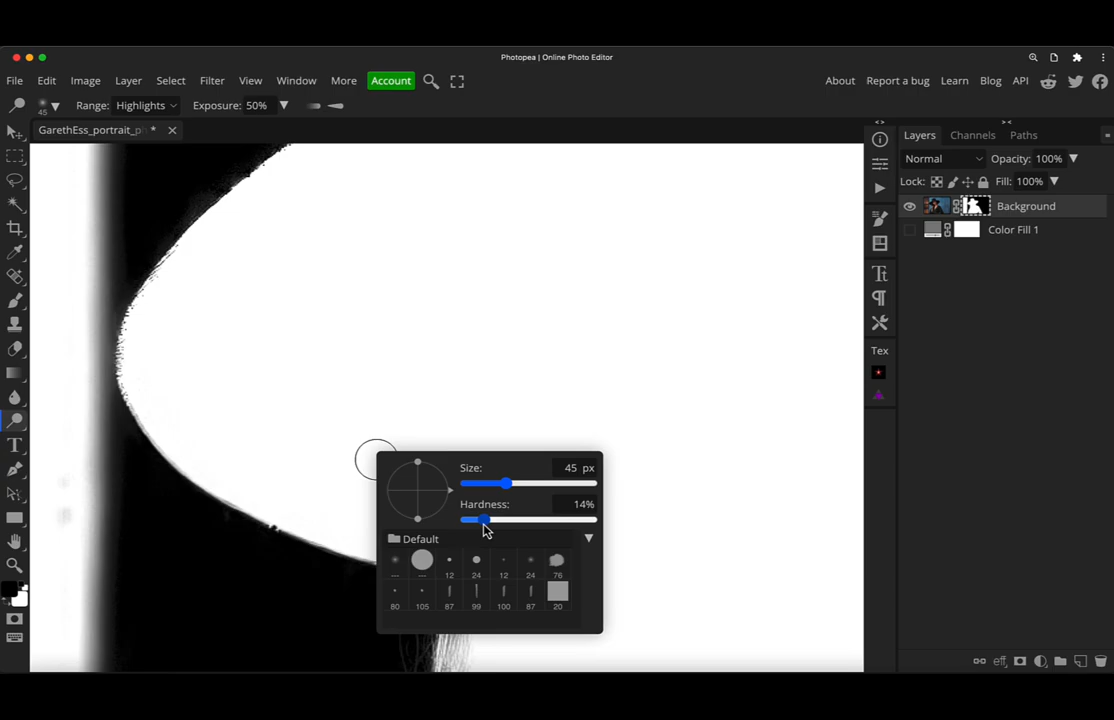 Photopea | Online Photo Editor
File Edit Image Layer Select Filter View Window More Account About Report a bug Learn Blog API
45 Range: Highlights Exposure: 50%
GarethEss_portrait_p *
Layers Channels Paths
Normal Opacity: 100%
Lock: Fill: 100%
Background
Color Fill 1
Tex
Size: 45 px
Hardness: 14%
Default
--- --- 12 24 12 24 76
80 105 87 99 100 87 20
eff